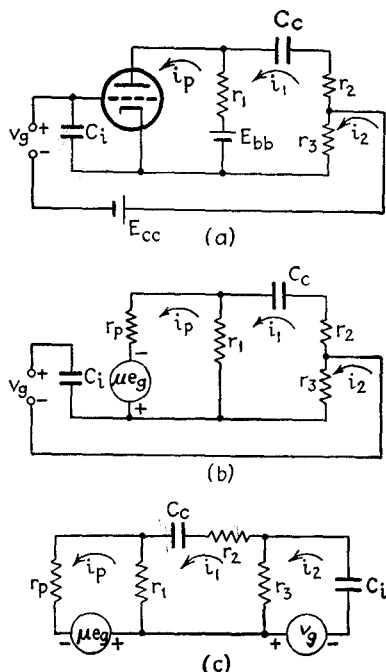 Cc
ip
r1
i1
r2
vg
+
-
Ci
Ebb
r3
i2
Ecc
(a)
Cc
rp
ip
r1
i1
r2
-
vg
+
-
Ci
μeg
+
r3
i2
(b)
Cc
r2
rp
ip
r1
i1
r3
i2
Ci
- μeg + + vg -
(c)